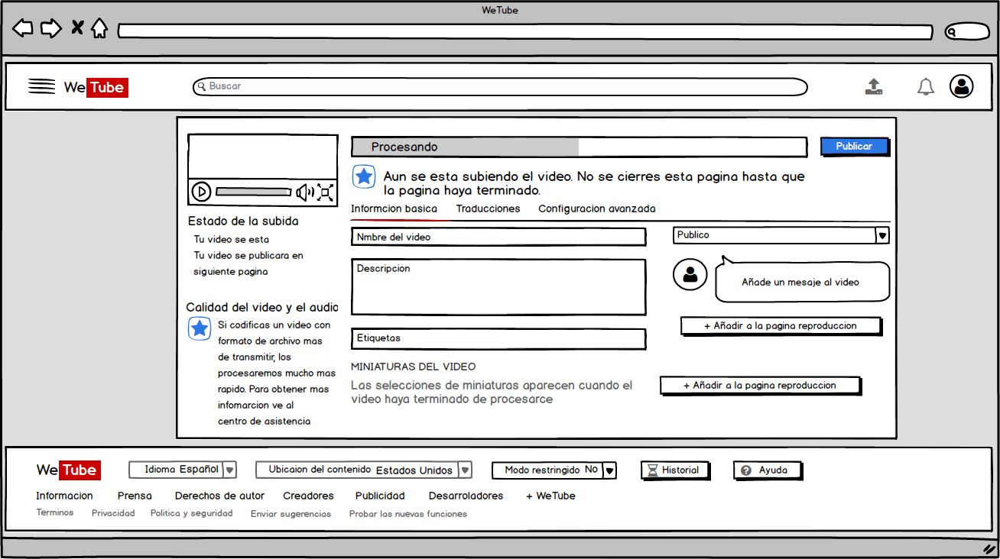 WeTube
We Tube
Buscar
Procesando
Publicar
Aun se esta subiendo el video. No se cierres esta pagina hasta que
la pagina haya terminado.
Informcion basica Traducciones Configuracion avanzada
Estado de la subida
Tu video se esta
Tu video se publicara en
siguiente pagina
Calidad del video y el audio
Si codificas un video con
formato de archivo mas
de transmitir, los
procesaremos mucho mas
rapido. Para obtener mas
infomarcion ve al
centro de asistencia
Nmbre del video
Descripcion
Etiquetas
MINIATURAS DEL VIDEO
Las selecciones de miniaturas aparecen cuando el
video haya terminado de procesarce
Publico
Añade un mesaje al video
+ Añadir a la pagina reproduccion
+ Añadir a la pagina reproduccion
We Tube
Idioma Español
Ubicaion del contenido Estados Unidos
Modo restringido No
Historial
? Ayuda
Informacion Prensa Derechos de autor Creadores Publicidad Desarroladores + WeTube
Terminos Privacidad Politica y seguridad Enviar sugerencias Probar las nuevas funciones